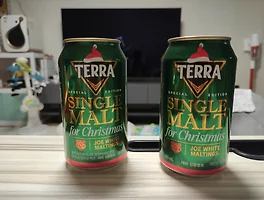 TERRA
SPECIAL EDITION
SINGLE
MALT
for Christmas
JOE WHITE
MALTINGS
TERRA
SPECIAL EDITION
SINGLE
MALT
for Christmas
JOE WHITE
MALTINGS